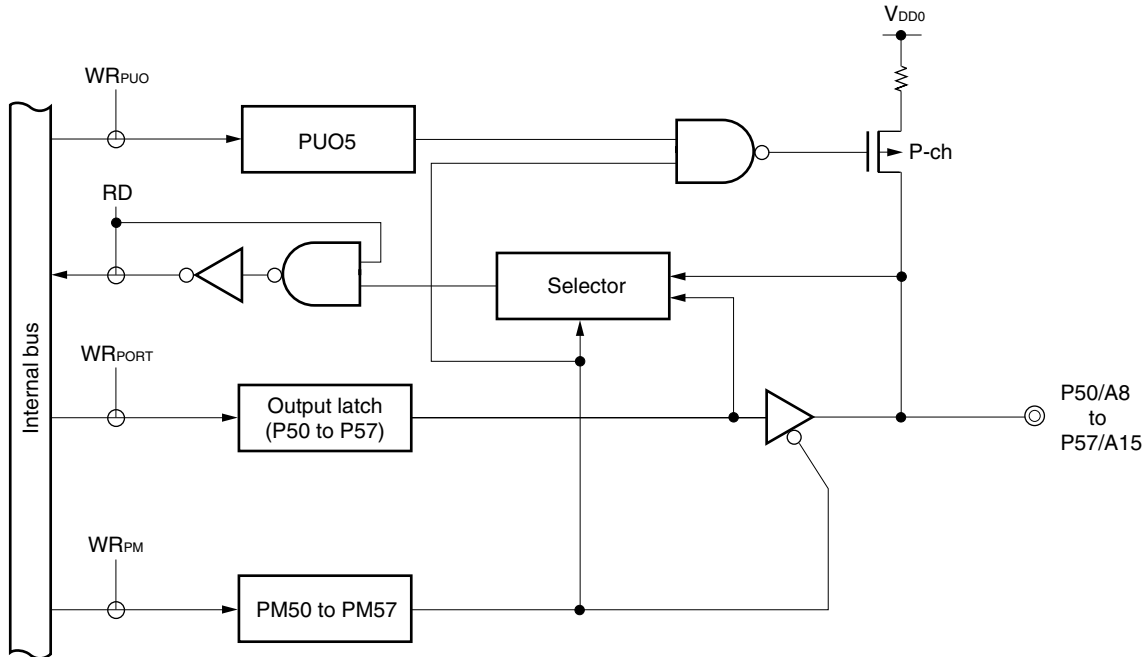 VDD0
WRPUO
PUO5
P-ch
RD
Selector
Internal bus
WRPORT
Output latch
(P50 to P57)
P50/A8
to
P57/A15
WRPM
PM50 to PM57